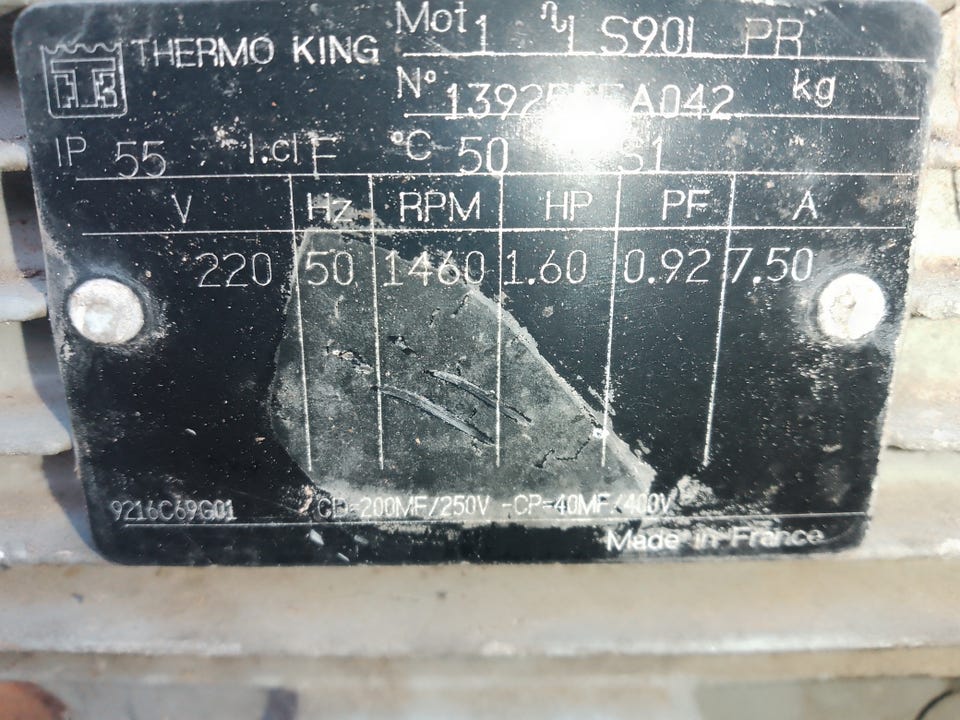 THERMO KING Mot 1 ~ 1 S90L PR
N° A042 kg
IP 55 I.cl F °C 50 S1
V Hz RPM HP PF A
220 50 1460 1.60 0.92 7.50
9216C69G01 CD=200MF/250V - CP=40MF/400V
Made in France